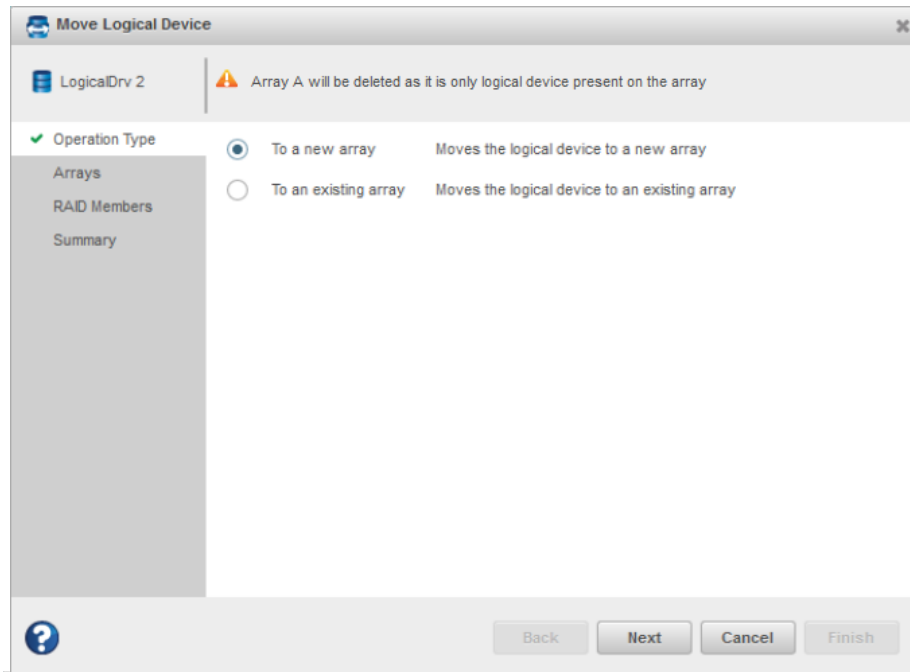 Move Logical Device
LogicalDrv 2
Array A will be deleted as it is only logical device present on the array
Operation Type
Arrays
RAID Members
Summary
To a new array Moves the logical device to a new array
To an existing array Moves the logical device to an existing array
? Back Next Cancel Finish